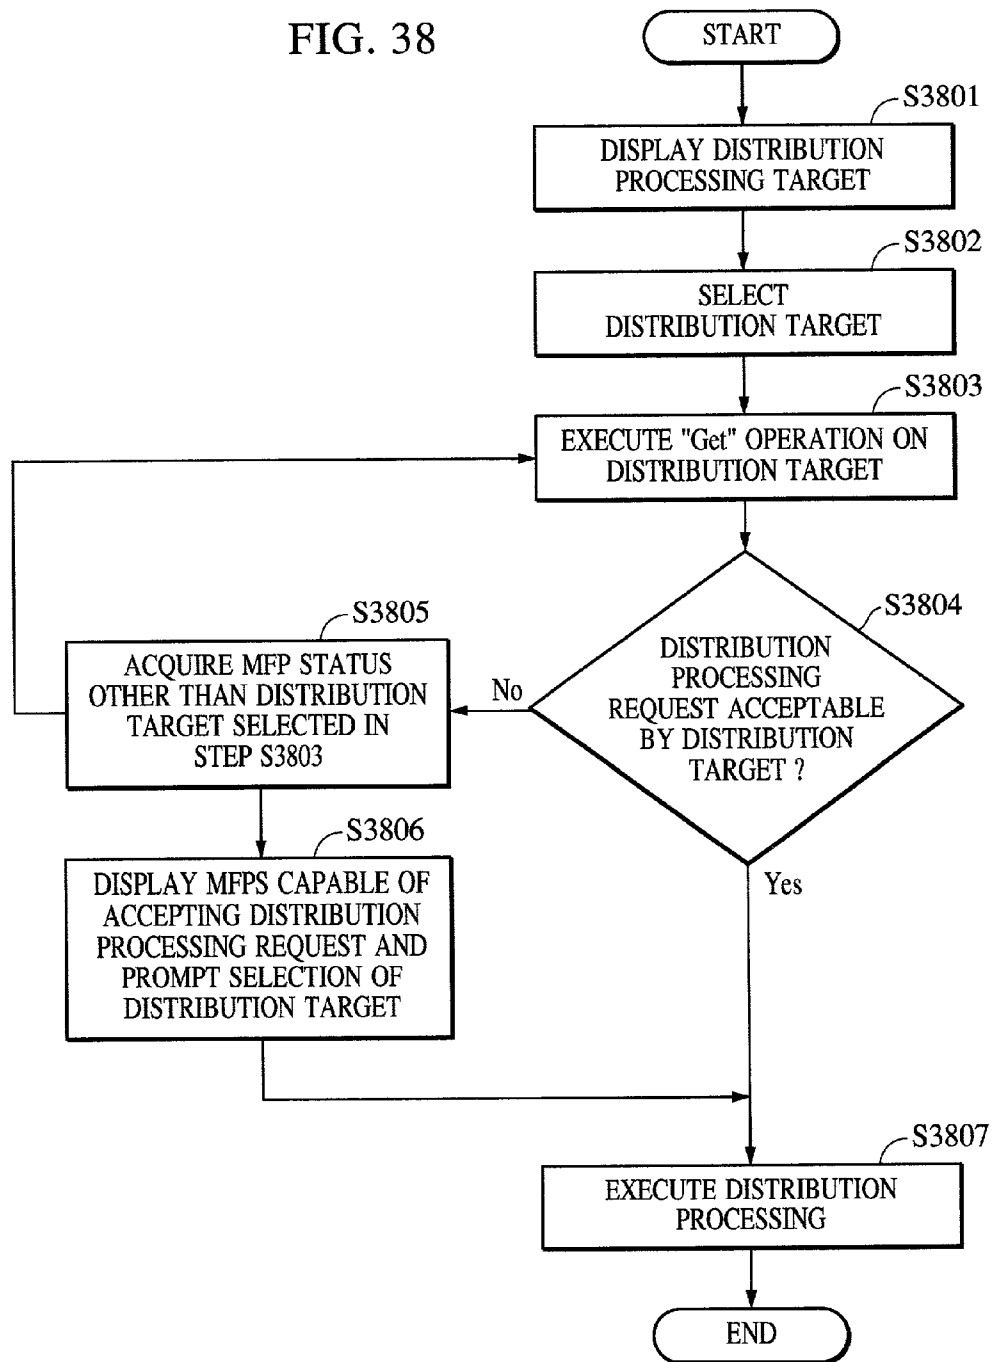 FIG. 38
START
S3801
DISPLAY DISTRIBUTION
PROCESSING TARGET
S3802
SELECT
DISTRIBUTION TARGET
S3803
EXECUTE "Get" OPERATION ON
DISTRIBUTION TARGET
S3804
DISTRIBUTION
PROCESSING
REQUEST ACCEPTABLE
BY DISTRIBUTION
TARGET ?
No
S3805
ACQUIRE MFP STATUS
OTHER THAN DISTRIBUTION
TARGET SELECTED IN
STEP S3803
S3806
DISPLAY MFPS CAPABLE OF
ACCEPTING DISTRIBUTION
PROCESSING REQUEST AND
PROMPT SELECTION OF
DISTRIBUTION TARGET
Yes
S3807
EXECUTE DISTRIBUTION
PROCESSING
END